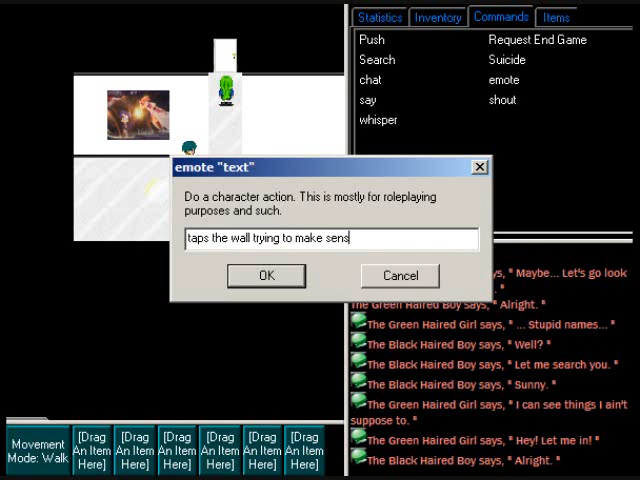 Statistics Inventory Commands Items
Push Request End Game
Search Suicide
chat emote
say shout
whisper
emote "text"
Do a character action. This is mostly for roleplaying
purposes and such.
taps the wall trying to make sens
OK Cancel
ys, " Maybe... Let's go look
. "
The Green Haired Boy says, " Alright. "
The Green Haired Girl says, " ... Stupid names... "
The Black Haired Boy says, " Well? "
The Black Haired Boy says, " Let me search you. "
The Black Haired Boy says, " Sunny. "
The Green Haired Girl says, " I can see things I ain't
suppose to. "
The Green Haired Girl says, " Hey! Let me in! "
The Black Haired Boy says, " Alright. "
Movement
Mode: Walk
[Drag
An Item
Here]
[Drag
An Item
Here]
[Drag
An Item
Here]
[Drag
An Item
Here]
[Drag
An Item
Here]
[Drag
An Item
Here]